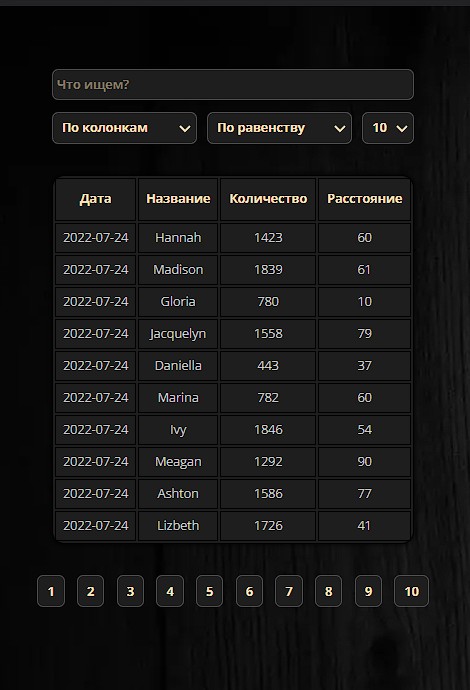 Что ищем?
По колонкам По равенству 10
Дата Название Количество Расстояние
2022-07-24 Hannah 1423 60
2022-07-24 Madison 1839 61
2022-07-24 Gloria 780 10
2022-07-24 Jacquelyn 1558 79
2022-07-24 Daniella 443 37
2022-07-24 Marina 782 60
2022-07-24 Ivy 1846 54
2022-07-24 Meagan 1292 90
2022-07-24 Ashton 1586 77
2022-07-24 Lizbeth 1726 41
1 2 3 4 5 6 7 8 9 10